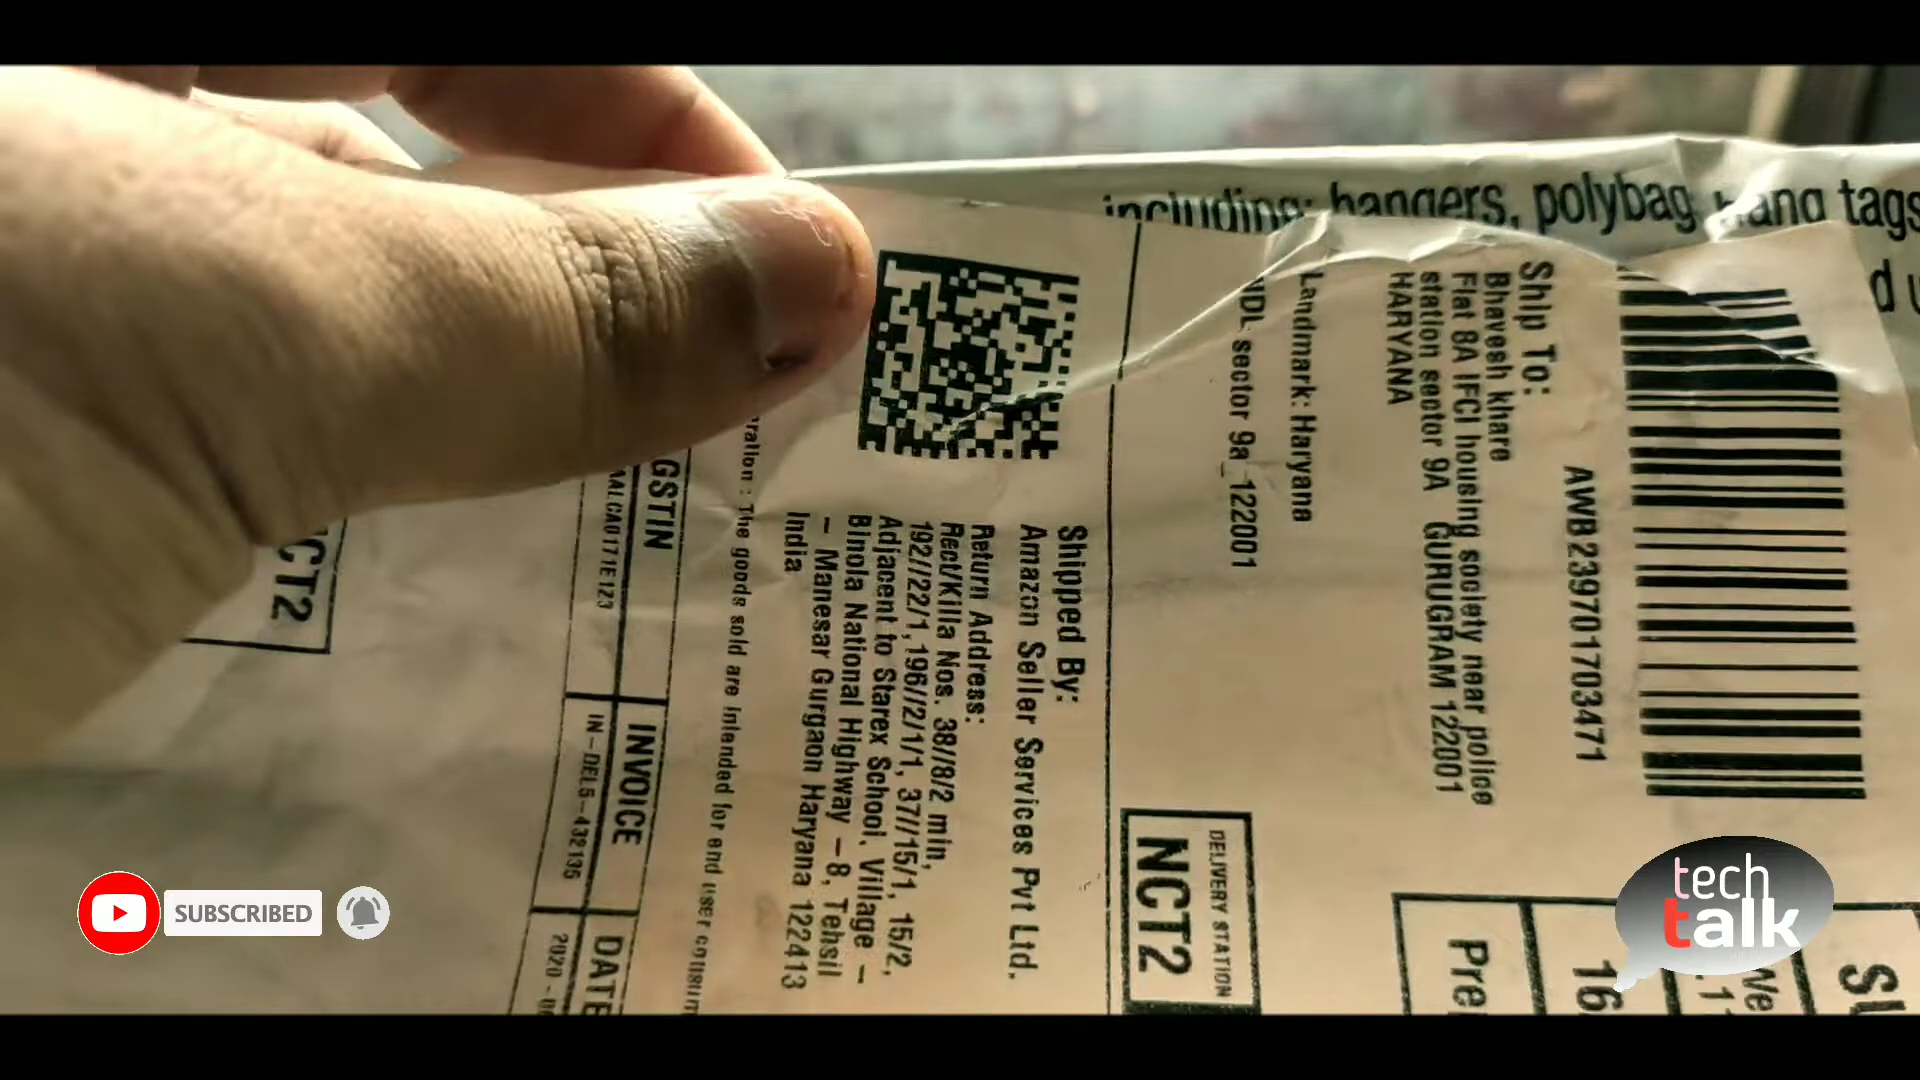 including: hangers, polybag, hang tags
AWB 239701703471
Ship To:
Bhavesh khare
Flat 8A IFCI housing society near police
station sector 9A GURUGRAM 122001
HARYANA
Landmark: Haryana
sector 9a_122001
DELIVERY STATION
NCT2
Shipped By:
Amazon Seller Services Pvt Ltd.
Return Address:
Rect/Killa Nos. 38//8/2 min,
192//22/1, 196//2/1/1, 37//15/1, 15/2,
Adjacent to Starex School, Village -
Binola National Highway - 8, Tehsil
- Manesar Gurgaon Haryana 122413
India
The goods sold are intended for end user
GSTIN
INVOICE
IN-DEL5-432135
DATE
SUBSCRIBED
tech
talk